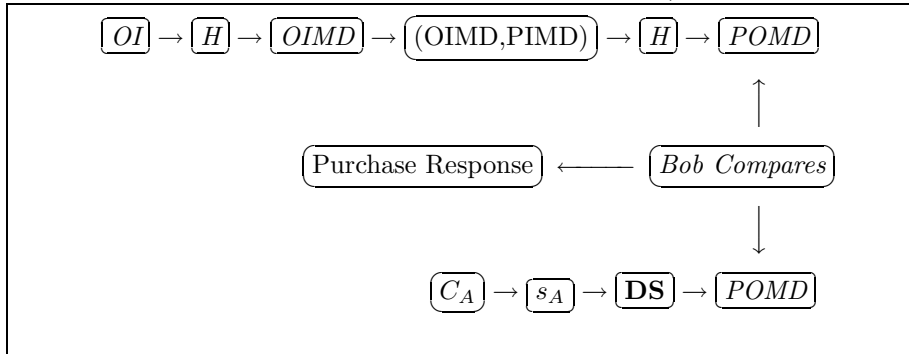 OI → H → OIMD → (OIMD,PIMD) → H → POMD
↑
Purchase Response ← Bob Compares
↓
C_A → s_A → DS → POMD